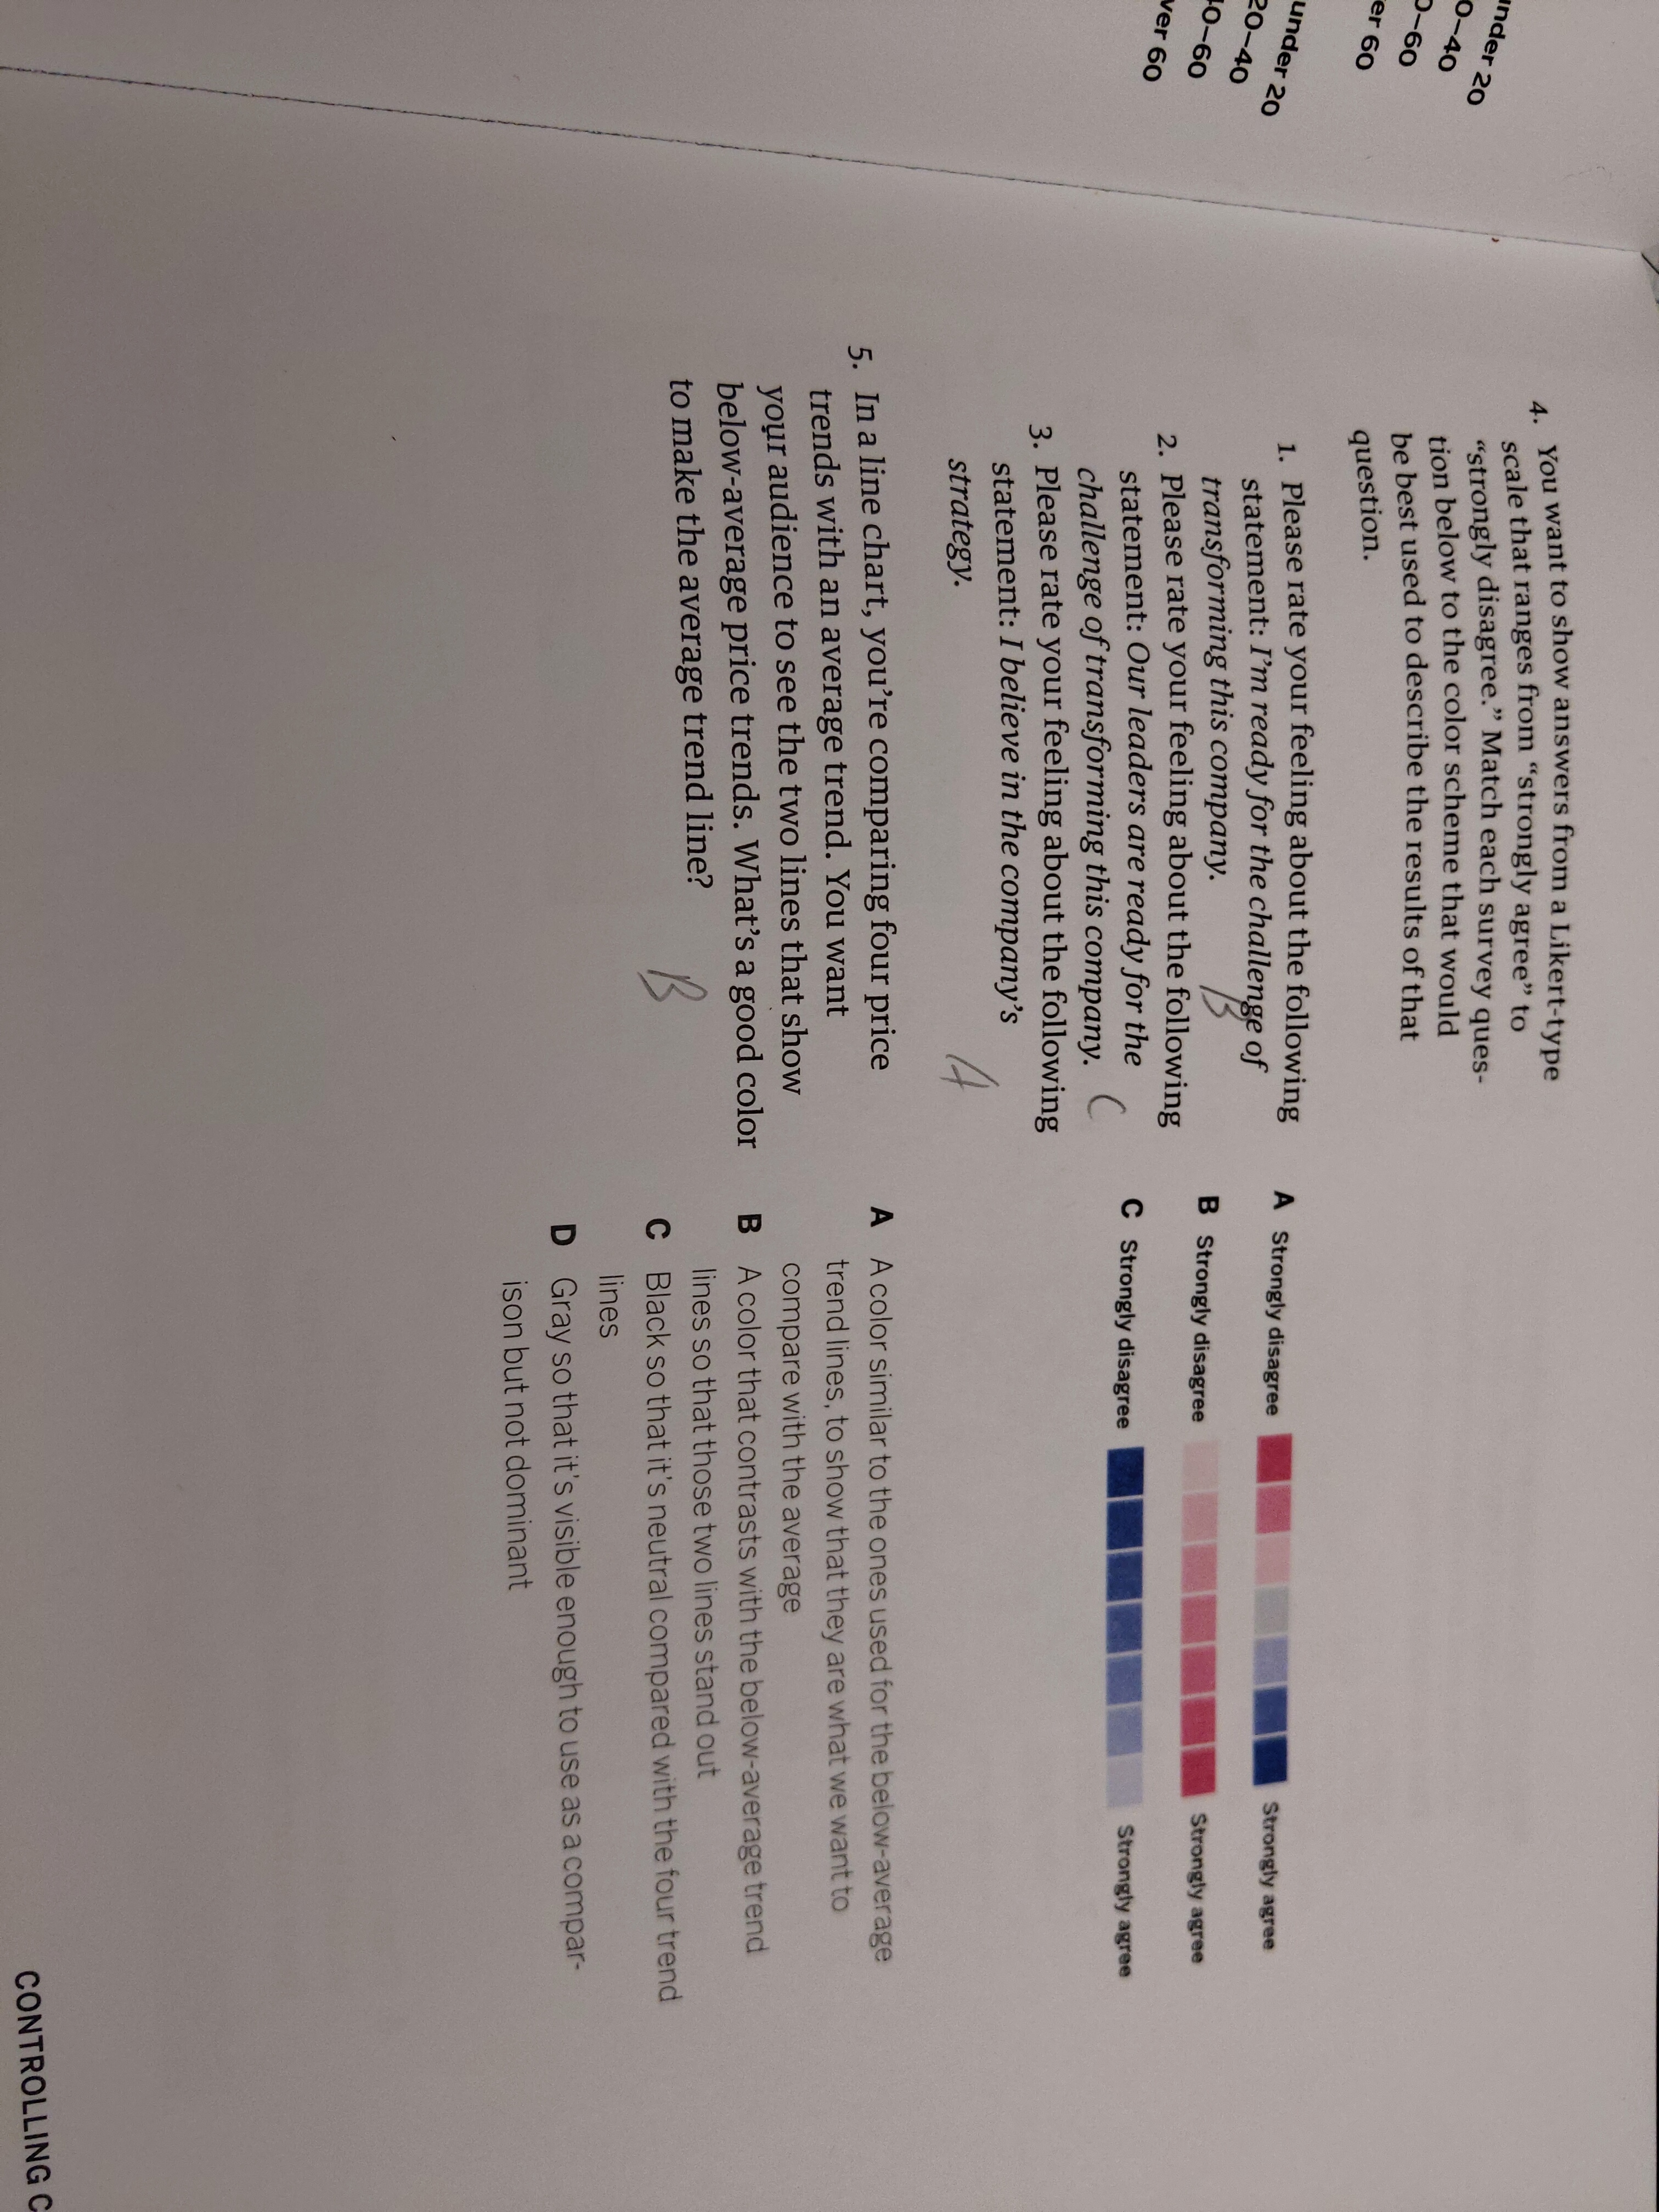 under 20
0–40
0–60
er 60
under 20
20–40
40–60
ver 60
4. You want to show answers from a Likert-type
scale that ranges from “strongly agree” to
“strongly disagree.” Match each survey ques-
tion below to the color scheme that would
be best used to describe the results of that
question.
1. Please rate your feeling about the following
statement: I’m ready for the challenge of
transforming this company.
B
2. Please rate your feeling about the following
statement: Our leaders are ready for the
challenge of transforming this company.
C
3. Please rate your feeling about the following
statement: I believe in the company’s
strategy.
A
A Strongly disagree Strongly agree
B Strongly disagree Strongly agree
C Strongly disagree Strongly agree
5. In a line chart, you’re comparing four price
trends with an average trend. You want
your audience to see the two lines that show
below-average price trends. What’s a good color
to make the average trend line?
B
A A color similar to the ones used for the below-average
trend lines, to show that they are what we want to
compare with the average
B A color that contrasts with the below-average trend
lines so that those two lines stand out
C Black so that it’s neutral compared with the four trend
lines
D Gray so that it’s visible enough to use as a compar-
ison but not dominant
CONTROLLING C